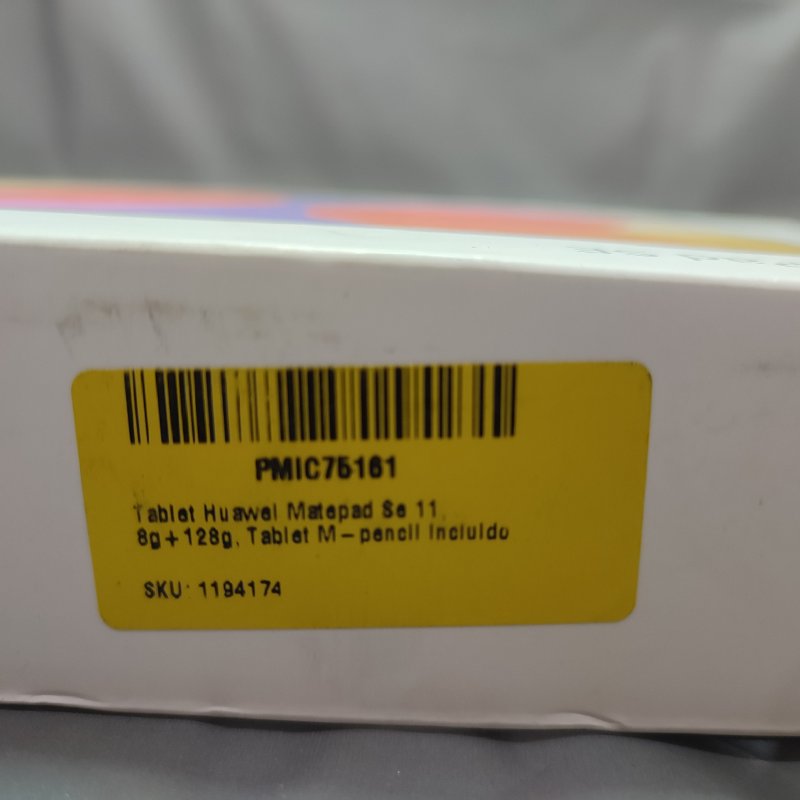 PMIC75161
Tablet Huawei Matepad Se 11,
8g+128g, Tablet M-pencil Incluido
SKU: 1194174